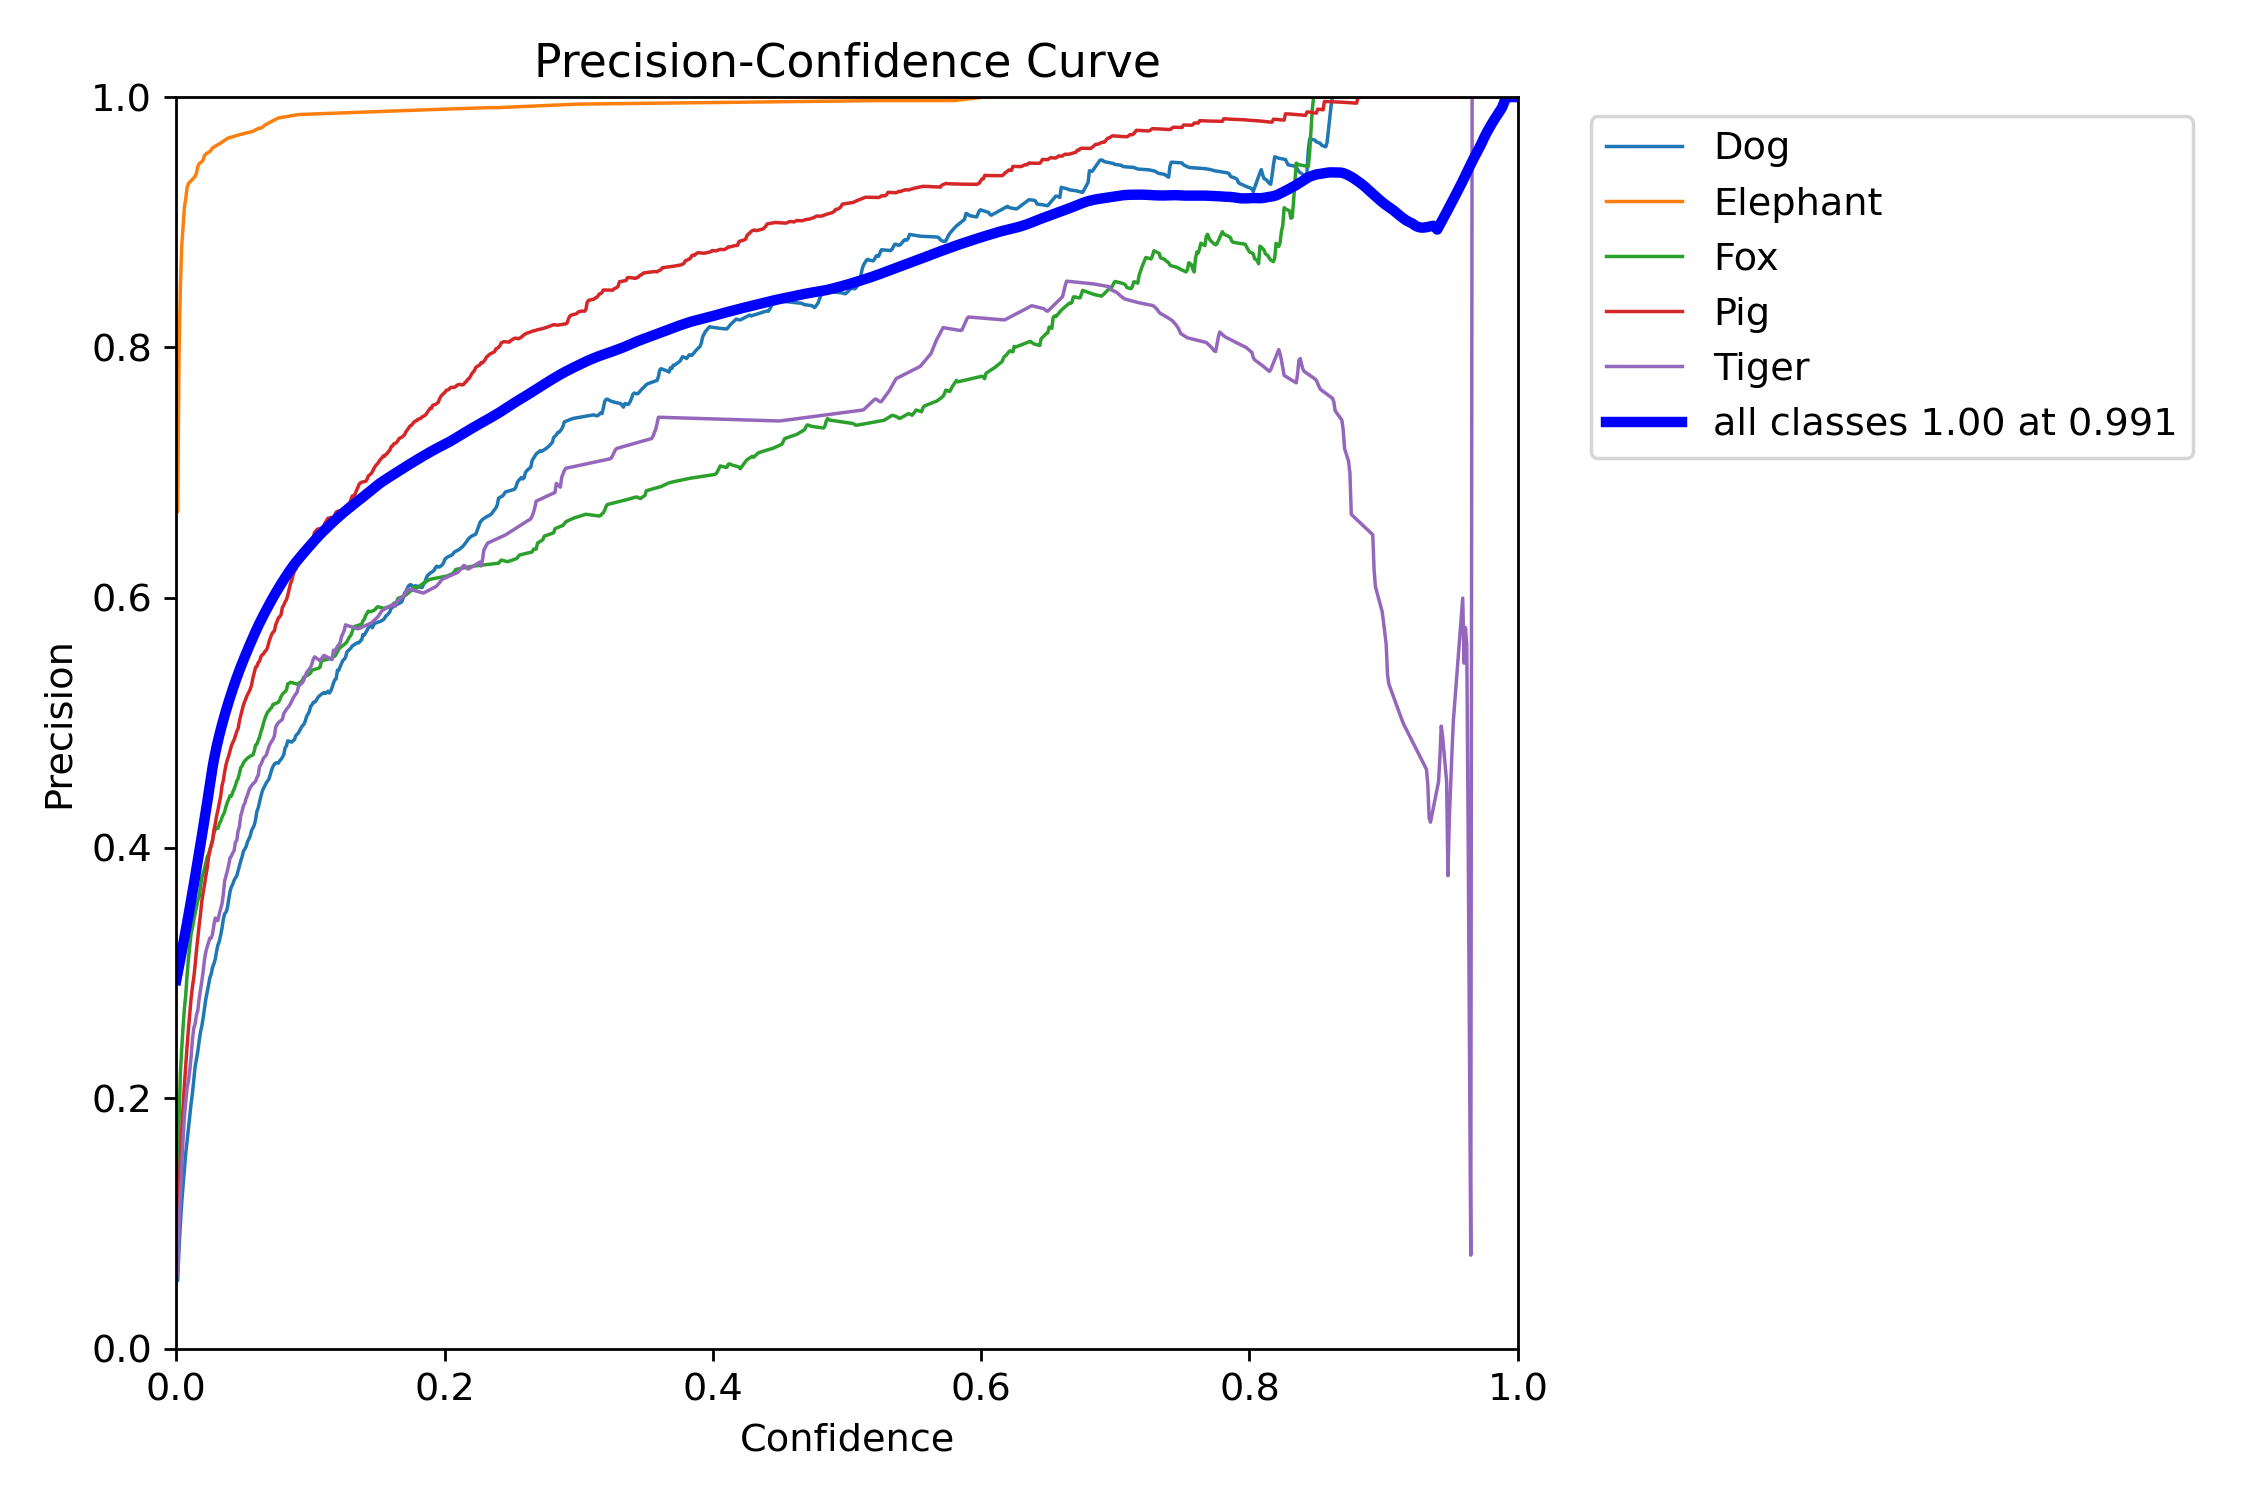 Precision-Confidence Curve
1.0
0.8
0.6
0.4
0.2
0.0
Precision
0.0 0.2 0.4 0.6 0.8 1.0
Confidence
Dog
Elephant
Fox
Pig
Tiger
all classes 1.00 at 0.991